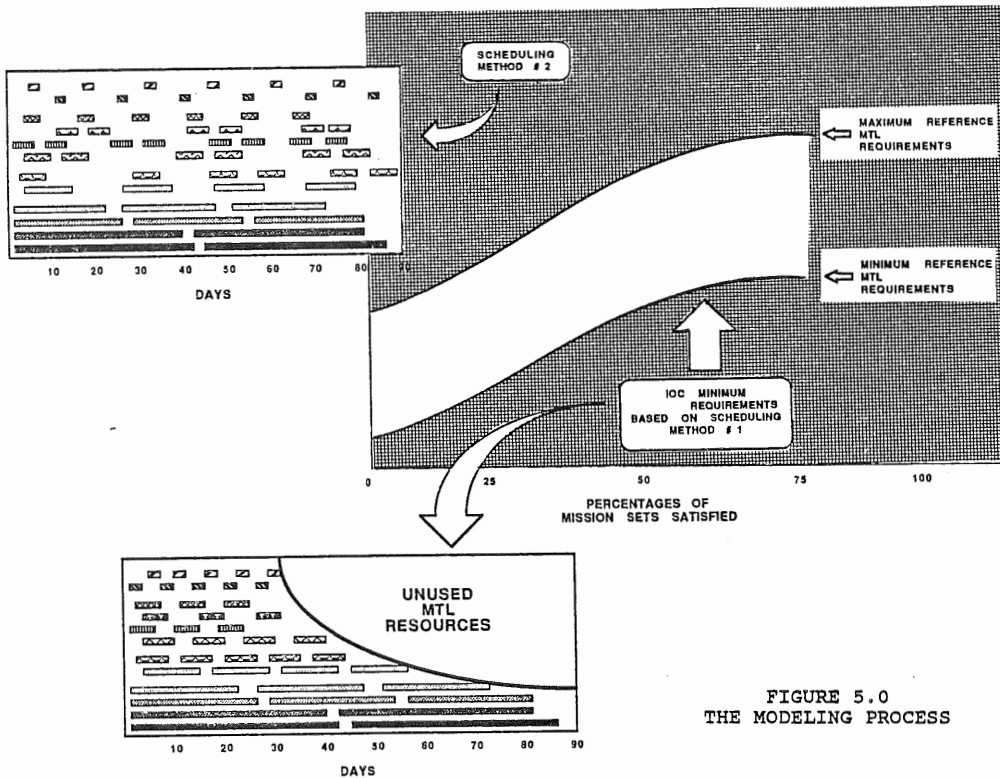 SCHEDULING
METHOD # 2
MAXIMUM REFERENCE
MTL
REQUIREMENTS
MINIMUM REFERENCE
MTL
REQUIREMENTS
10 20 30 40 50 60 70 80 90
DAYS
IOC MINIMUM
REQUIREMENTS
BASED ON SCHEDULING
METHOD # 1
0 25 50 75 100
PERCENTAGES OF
MISSION SETS SATISFIED
UNUSED
MTL
RESOURCES
10 20 30 40 50 60 70 80 90
DAYS
FIGURE 5.0
THE MODELING PROCESS